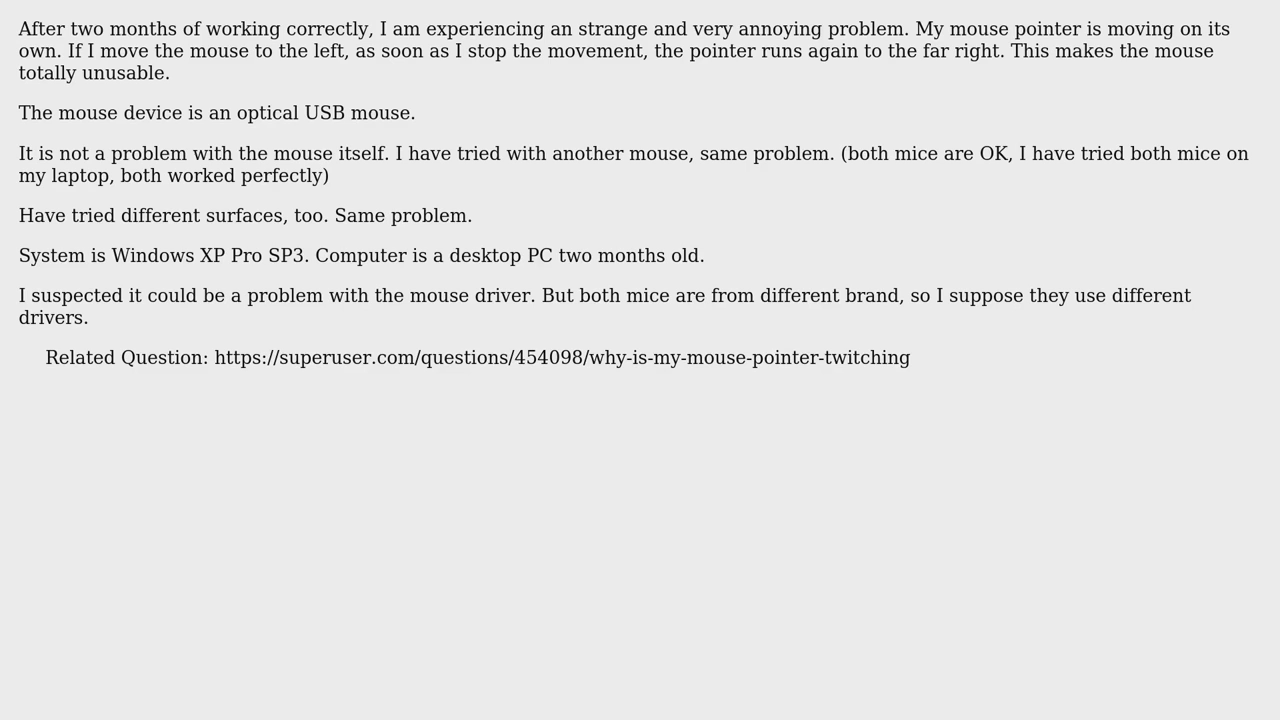 After two months of working correctly, I am experiencing an strange and very annoying problem. My mouse pointer is moving on its
own. If I move the mouse to the left, as soon as I stop the movement, the pointer runs again to the far right. This makes the mouse
totally unusable.
The mouse device is an optical USB mouse.
It is not a problem with the mouse itself. I have tried with another mouse, same problem. (both mice are OK, I have tried both mice on
my laptop, both worked perfectly)
Have tried different surfaces, too. Same problem.
System is Windows XP Pro SP3. Computer is a desktop PC two months old.
I suspected it could be a problem with the mouse driver. But both mice are from different brand, so I suppose they use different
drivers.
Related Question: https://superuser.com/questions/454098/why-is-my-mouse-pointer-twitching